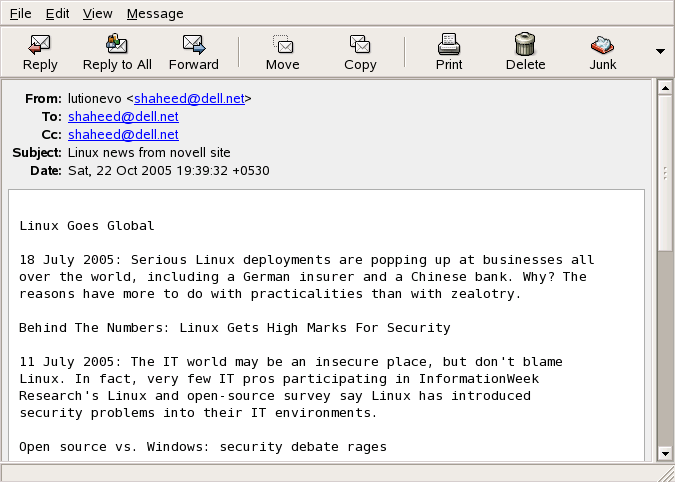 File Edit View Message
Reply Reply to All Forward Move Copy Print Delete Junk
From: lutionevo <shaheed@dell.net>
To: shaheed@dell.net
Cc: shaheed@dell.net
Subject: Linux news from novell site
Date: Sat, 22 Oct 2005 19:39:32 +0530
Linux Goes Global
18 July 2005: Serious Linux deployments are popping up at businesses all
over the world, including a German insurer and a Chinese bank. Why? The
reasons have more to do with practicalities than with zealotry.
Behind The Numbers: Linux Gets High Marks For Security
11 July 2005: The IT world may be an insecure place, but don't blame
Linux. In fact, very few IT pros participating in InformationWeek
Research's Linux and open-source survey say Linux has introduced
security problems into their IT environments.
Open source vs. Windows: security debate rages